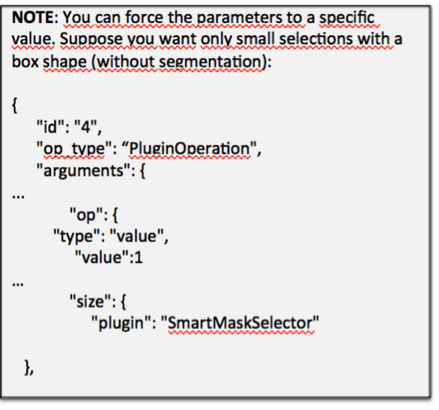 NOTE: You can force the parameters to a specific
value. Suppose you want only small selections with a
box shape (without segmentation):
{
"id": "4",
"op_type": “PluginOperation",
"arguments": {
...
"op": {
"type": "value",
"value":1
...
"size": {
"plugin": "SmartMaskSelector"
},